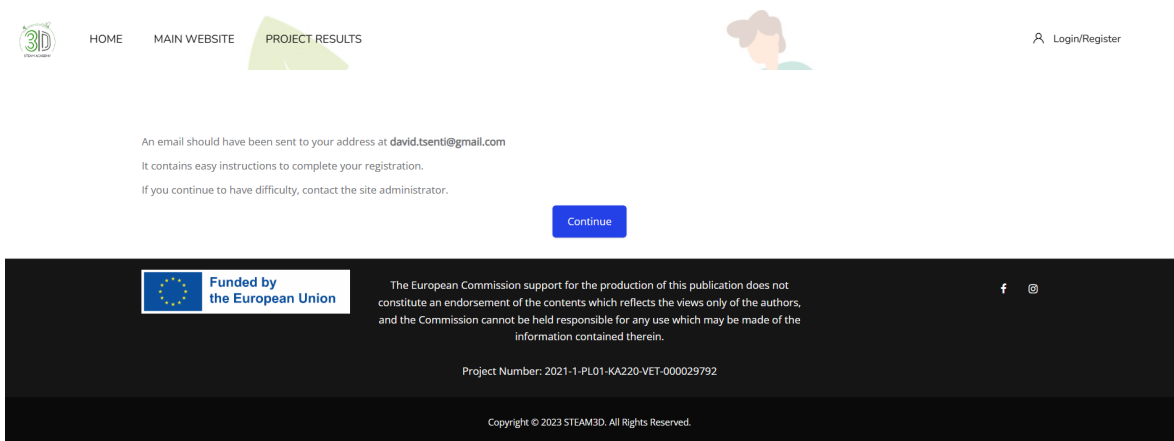 3D
STEAM ACADEMY
HOME MAIN WEBSITE PROJECT RESULTS Login/Register
An email should have been sent to your address at david.tsenti@gmail.com
It contains easy instructions to complete your registration.
If you continue to have difficulty, contact the site administrator.
Continue
Funded by
the European Union
The European Commission support for the production of this publication does not
constitute an endorsement of the contents which reflects the views only of the authors,
and the Commission cannot be held responsible for any use which may be made of the
information contained therein.
Project Number: 2021-1-PL01-KA220-VET-000029792
Copyright © 2023 STEAM3D. All Rights Reserved.